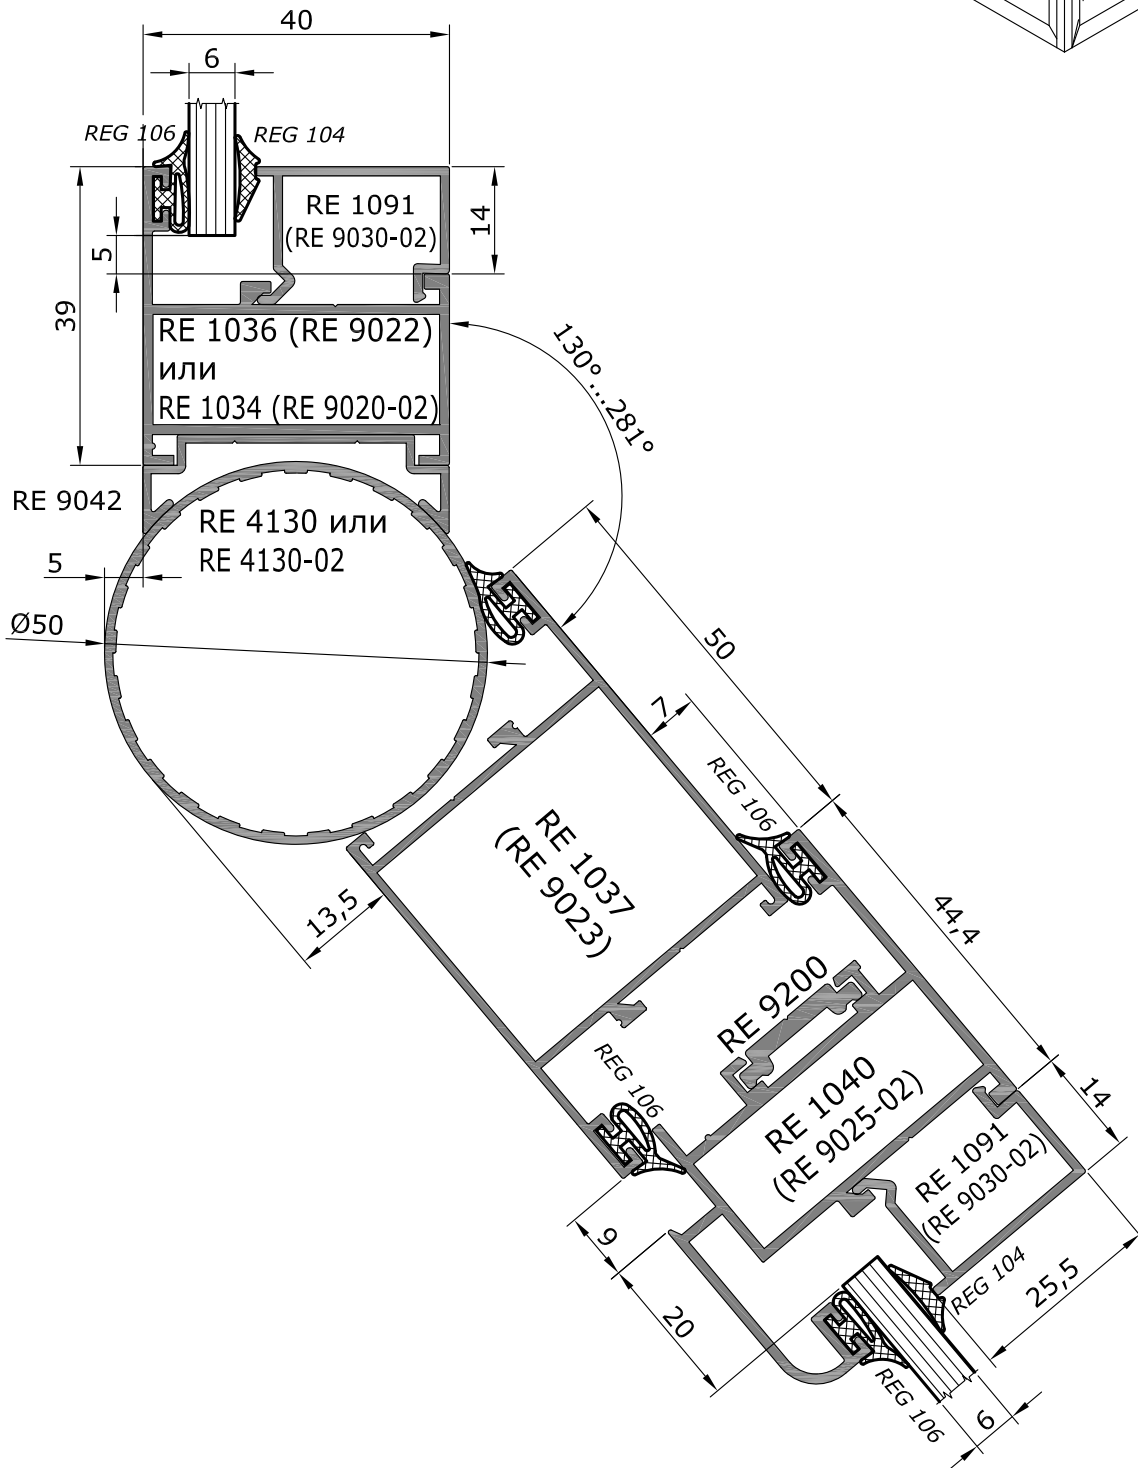 40
6
REG 106
REG 104
RE 1091
(RE 9030-02)
14
5
39
RE 1036 (RE 9022)
или
RE 1034 (RE 9020-02)
130°...281°
RE 9042
RE 4130 или
RE 4130-02
5
Ø50
50
7
REG 106
RE 1037
(RE 9023)
13,5
44,4
RE 9200
REG 106
RE 1040
(RE 9025-02)
14
RE 1091
(RE 9030-02)
9
20
REG 104
25,5
REG 106
6